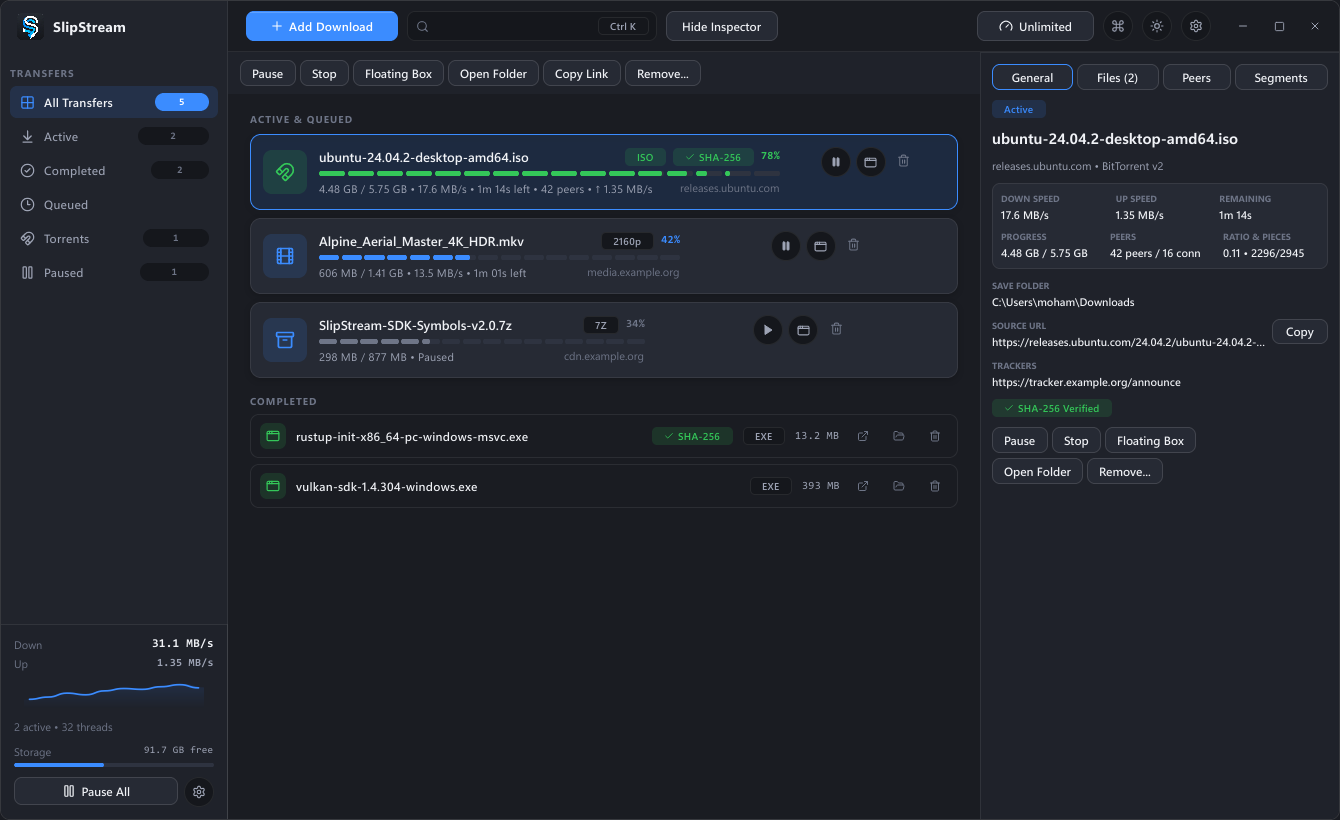 SlipStream
TRANSFERS
All Transfers 5
Active 2
Completed 2
Queued
Torrents 1
Paused 1
Down 31.1 MB/s
Up 1.35 MB/s
2 active • 32 threads
Storage 91.7 GB free
Pause All
+ Add Download
Ctrl K
Hide Inspector
Unlimited
Pause
Stop
Floating Box
Open Folder
Copy Link
Remove...
ACTIVE & QUEUED
ubuntu-24.04.2-desktop-amd64.iso ISO ✓ SHA-256 78%
4.48 GB / 5.75 GB • 17.6 MB/s • 1m 14s left • 42 peers • ↑ 1.35 MB/s releases.ubuntu.com
Alpine_Aerial_Master_4K_HDR.mkv 2160p 42%
606 MB / 1.41 GB • 13.5 MB/s • 1m 01s left media.example.org
SlipStream-SDK-Symbols-v2.0.7z 7Z 34%
298 MB / 877 MB • Paused cdn.example.org
COMPLETED
rustup-init-x86_64-pc-windows-msvc.exe ✓ SHA-256 EXE 13.2 MB
vulkan-sdk-1.4.304-windows.exe EXE 393 MB
General
Files (2)
Peers
Segments
Active
ubuntu-24.04.2-desktop-amd64.iso
releases.ubuntu.com • BitTorrent v2
DOWN SPEED UP SPEED REMAINING
17.6 MB/s 1.35 MB/s 1m 14s
PROGRESS PEERS RATIO & PIECES
4.48 GB / 5.75 GB 42 peers / 16 conn 0.11 • 2296/2945
SAVE FOLDER
C:\Users\moham\Downloads
SOURCE URL
https://releases.ubuntu.com/24.04.2/ubuntu-24.04.2-...
Copy
TRACKERS
https://tracker.example.org/announce
✓ SHA-256 Verified
Pause
Stop
Floating Box
Open Folder
Remove...